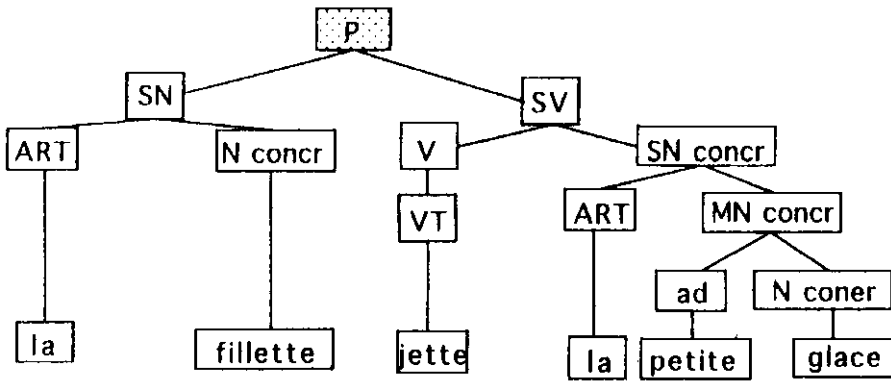 P
SN
SV
ART
N concr
V
SN concr
VT
ART
MN concr
ad
N coner
la
fillette
jette
la
petite
glace